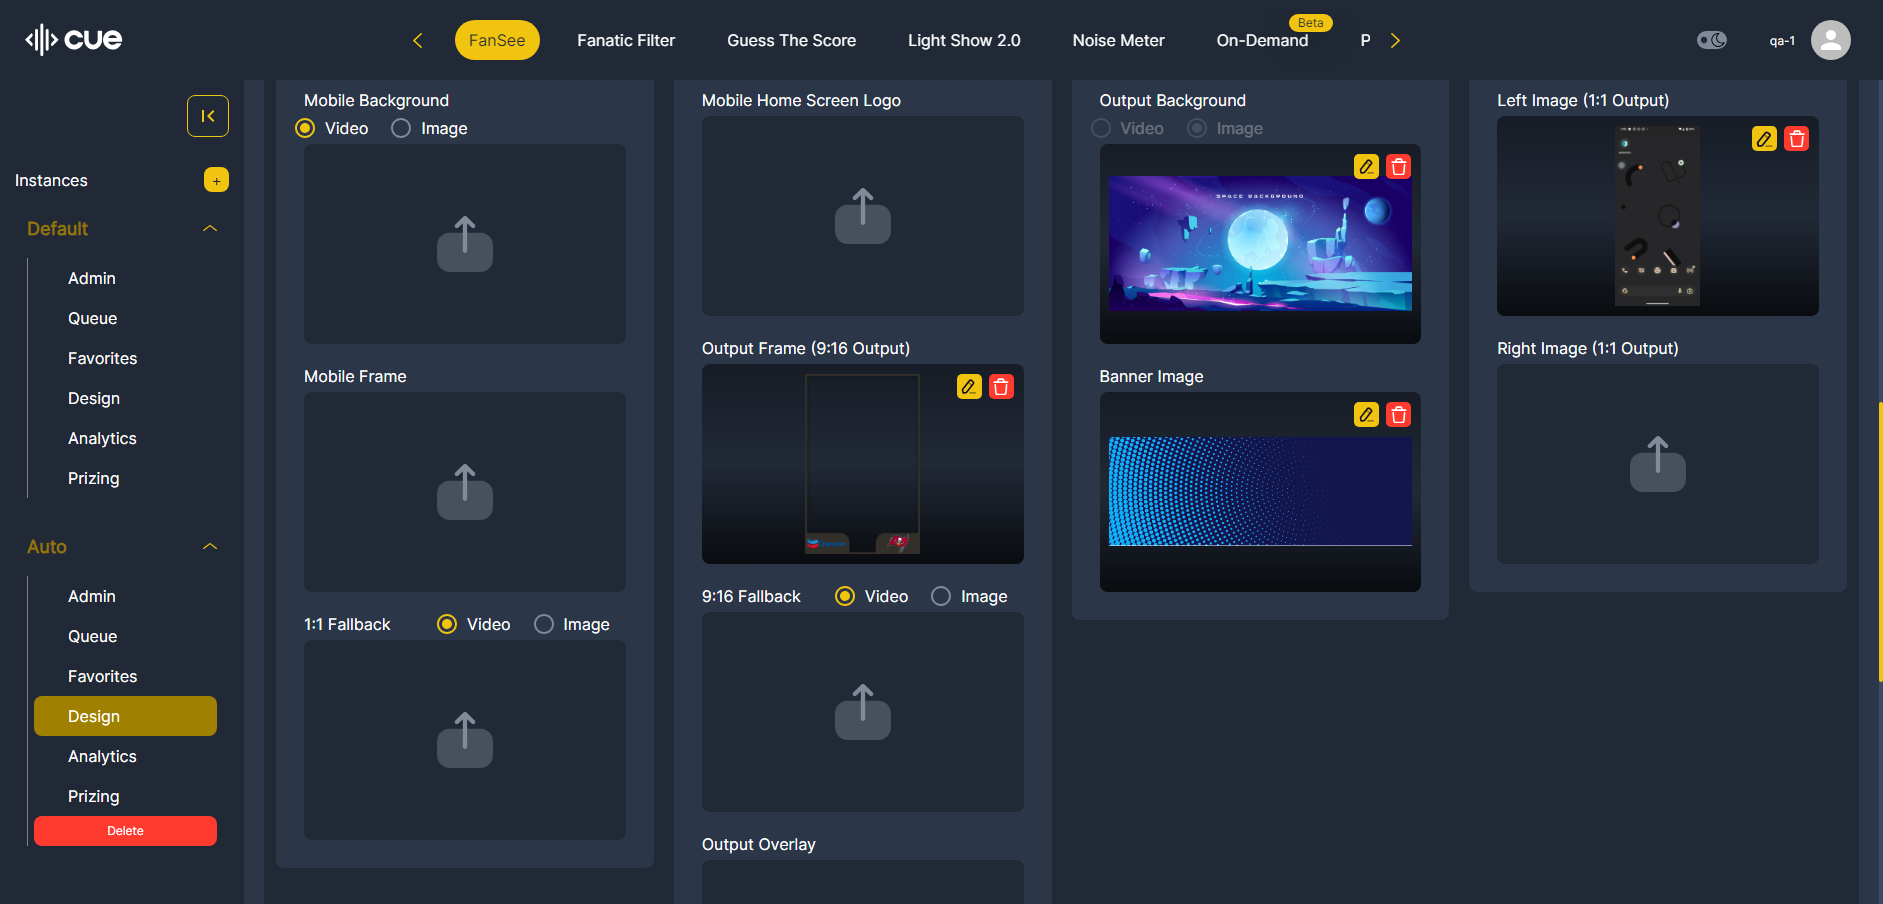 cue
FanSee
Fanatic Filter
Guess The Score
Light Show 2.0
Noise Meter
On-Demand
Beta
P
qa-1
Instances
+
Default
Admin
Queue
Favorites
Design
Analytics
Prizing
Auto
Admin
Queue
Favorites
Design
Analytics
Prizing
Delete
Mobile Background
Video
Image
Mobile Frame
1:1 Fallback
Video
Image
Mobile Home Screen Logo
Output Frame (9:16 Output)
9:16 Fallback
Video
Image
Output Overlay
Output Background
Video
Image
SPACE BACKGROUND
Banner Image
Left Image (1:1 Output)
Right Image (1:1 Output)